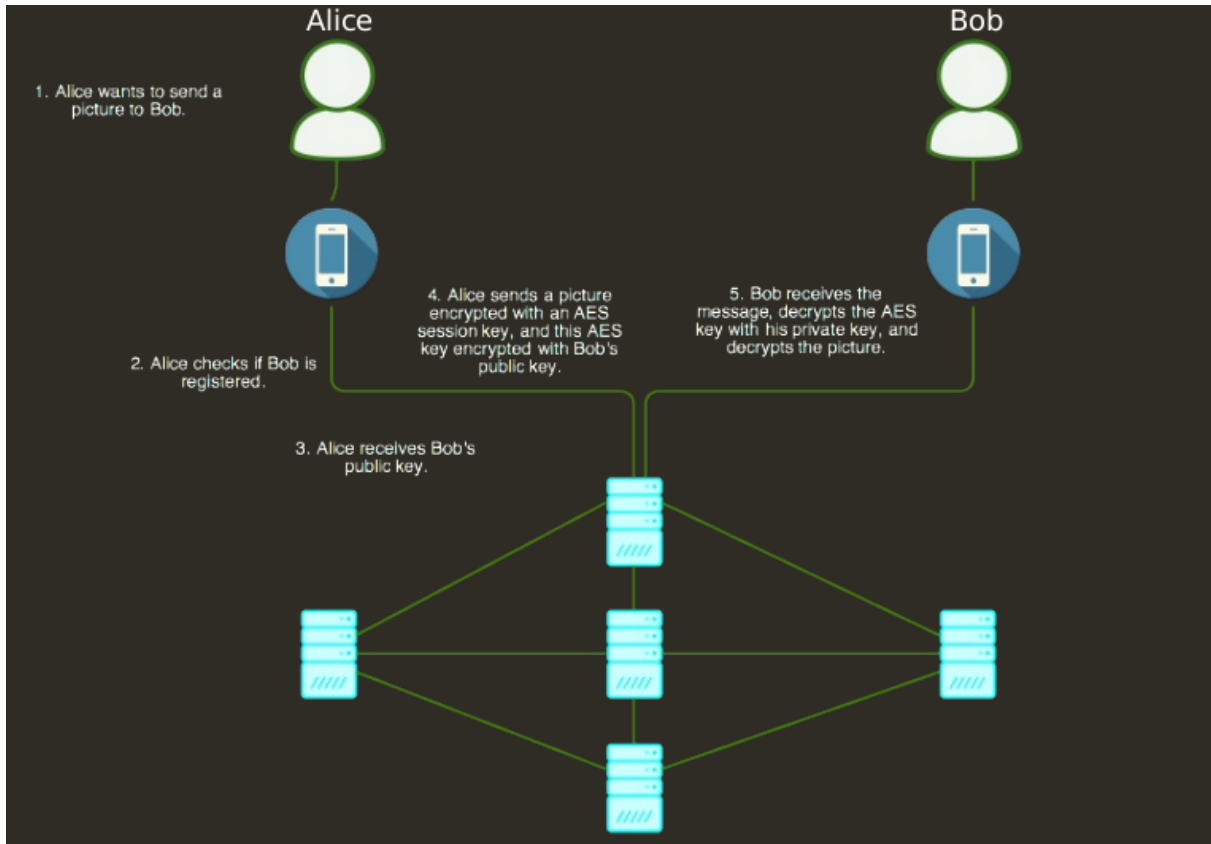 Alice
Bob
1. Alice wants to send a
picture to Bob.
4. Alice sends a picture
encrypted with an AES
session key, and this AES
key encrypted with Bob's
public key.
5. Bob receives the
message, decrypts the AES
key with his private key, and
decrypts the picture.
2. Alice checks if Bob is
registered.
3. Alice receives Bob's
public key.